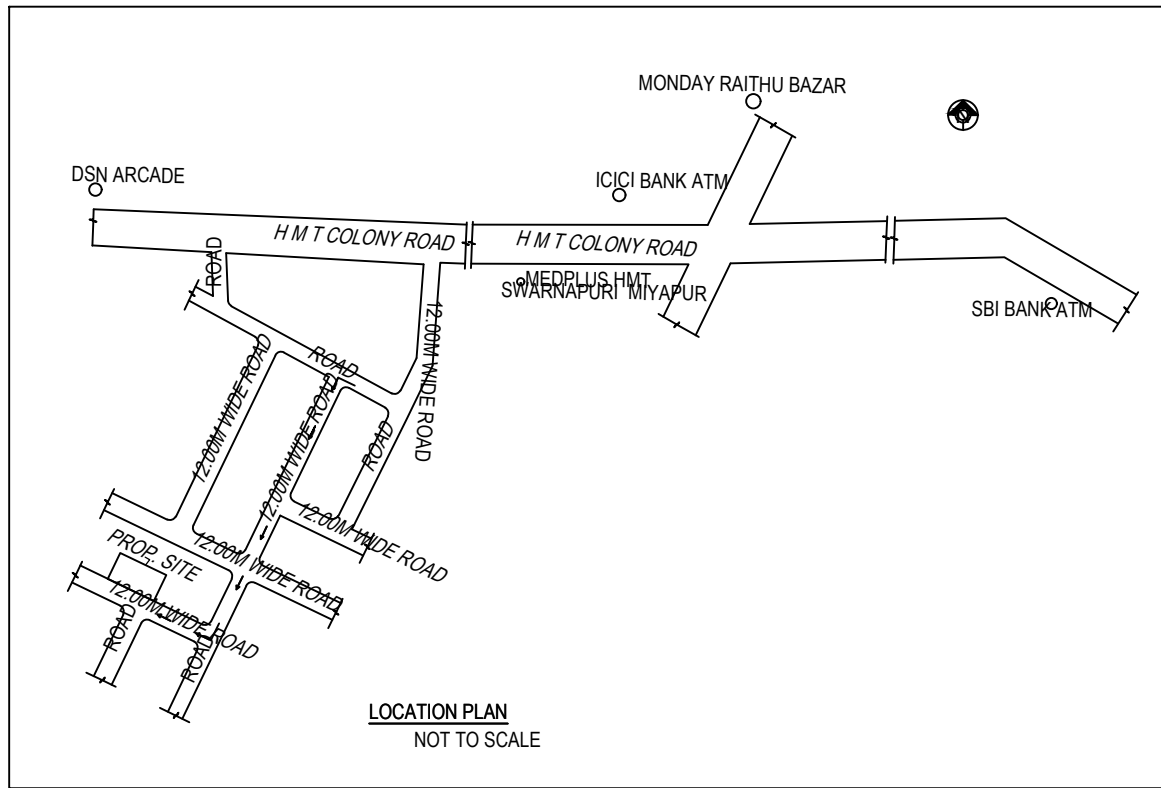 MONDAY RAITHU BAZAR
DSN ARCADE
ICICI BANK ATM
H M T COLONY ROAD
H M T COLONY ROAD
ROAD
MEDPLUS HMT
SWARNAPURI MIYAPUR
SBI BANK ATM
12.00M WIDE ROAD
ROAD
12.00M WIDE ROAD
12.00M WIDE ROAD
ROAD
12.00M WIDE ROAD
12.00M WIDE ROAD
PROP. SITE
12.00M WIDE ROAD
ROAD
ROAD
LOCATION PLAN
NOT TO SCALE